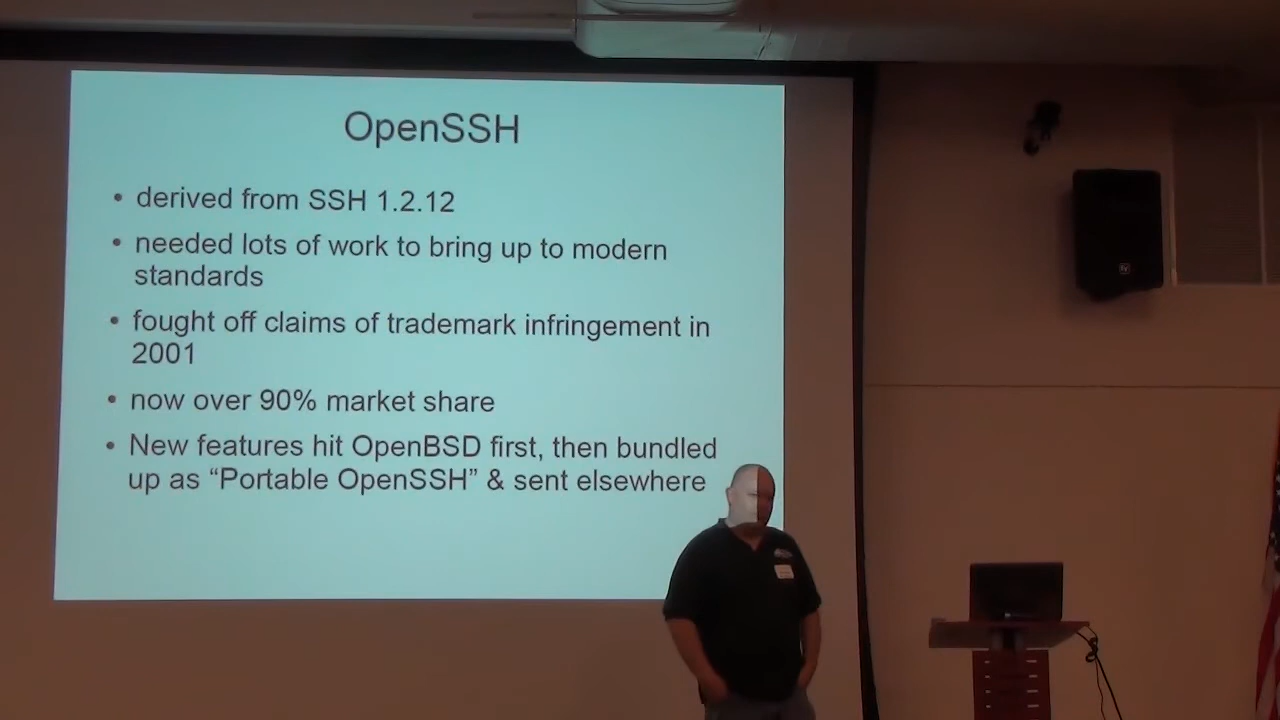 OpenSSH
• derived from SSH 1.2.12
• needed lots of work to bring up to modern
standards
• fought off claims of trademark infringement in
2001
• now over 90% market share
• New features hit OpenBSD first, then bundled
up as “Portable OpenSSH” & sent elsewhere